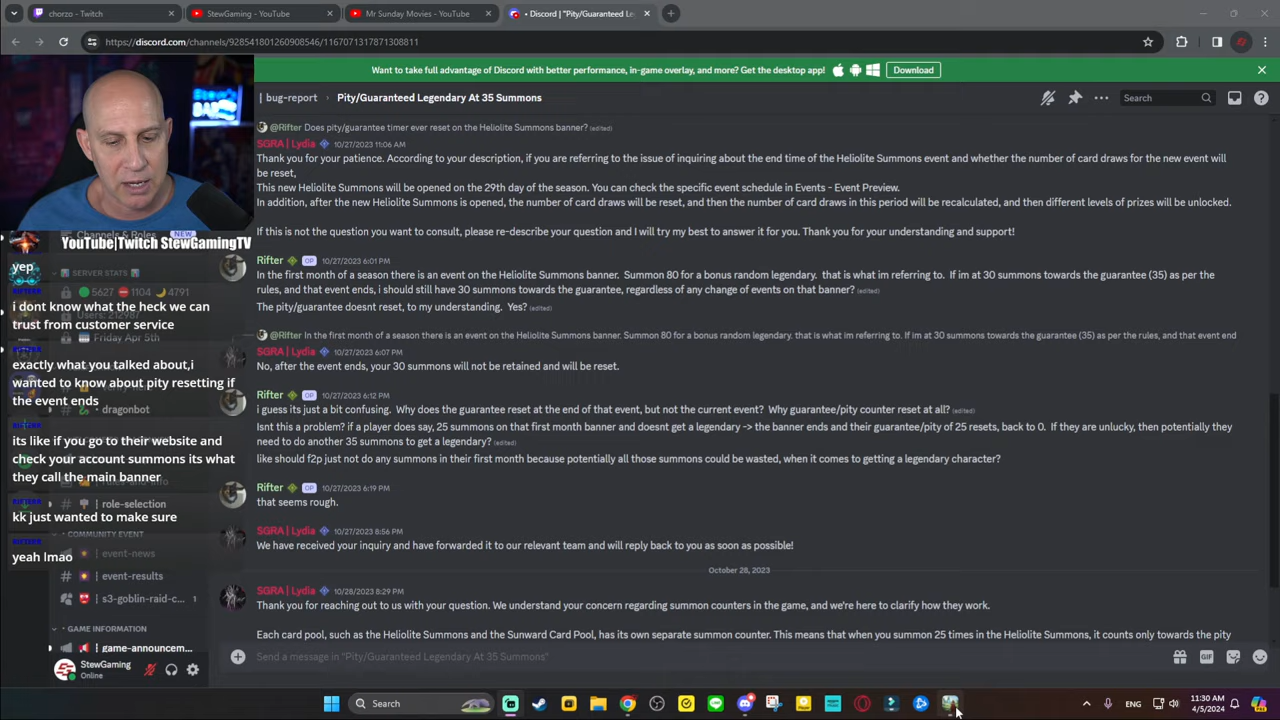 chorzo - Twitch
StewGaming - YouTube
Mr Sunday Movies - YouTube
• Discord | "Pity/Guaranteed Le
https://discord.com/channels/928541801260908546/1167071317871308811
Want to take full advantage of Discord with better performance, in-game overlay, and more? Get the desktop app!
Download
| bug-report
Pity/Guaranteed Legendary At 35 Summons
Search
@Rifter Does pity/guarantee timer ever reset on the Heliolite Summons banner? (edited)
SGRA | Lydia 10/27/2023 11:06 AM
Thank you for your patience. According to your description, if you are referring to the issue of inquiring about the end time of the Heliolite Summons event and whether the number of card draws for the new event will
be reset,
This new Heliolite Summons will be opened on the 29th day of the season. You can check the specific event schedule in Events - Event Preview.
In addition, after the new Heliolite Summons is opened, the number of card draws will be reset, and then the number of card draws in this period will be recalculated, and then different levels of prizes will be unlocked.
If this is not the question you want to consult, please re-describe your question and I will try my best to answer it for you. Thank you for your understanding and support!
Rifter OP 10/27/2023 6:01 PM
In the first month of a season there is an event on the Heliolite Summons banner. Summon 80 for a bonus random legendary. that is what im referring to. If im at 30 summons towards the guarantee (35) as per the
rules, and that event ends, i should still have 30 summons towards the guarantee, regardless of any change of events on that banner? (edited)
The pity/guarantee doesnt reset, to my understanding. Yes? (edited)
@Rifter In the first month of a season there is an event on the Heliolite Summons banner. Summon 80 for a bonus random legendary. that is what im referring to. If im at 30 summons towards the guarantee (35) as per the rules, and that event end
SGRA | Lydia 10/27/2023 6:07 PM
No, after the event ends, your 30 summons will not be retained and will be reset.
Rifter OP 10/27/2023 6:12 PM
i guess its just a bit confusing. Why does the guarantee reset at the end of that event, but not the current event? Why guarantee/pity counter reset at all? (edited)
Isnt this a problem? if a player does say, 25 summons on that first month banner and doesnt get a legendary -> the banner ends and their guarantee/pity of 25 resets, back to 0. If they are unlucky, then potentially they
need to do another 35 summons to get a legendary? (edited)
like should f2p just not do any summons in their first month because potentially all those summons could be wasted, when it comes to getting a legendary character?
Rifter OP 10/27/2023 6:19 PM
that seems rough.
SGRA | Lydia 10/27/2023 8:56 PM
We have received your inquiry and have forwarded it to our relevant team and will reply back to you as soon as possible!
October 28, 2023
SGRA | Lydia 10/28/2023 8:29 PM
Thank you for reaching out to us with your question. We understand your concern regarding summon counters in the game, and we're here to clarify how they work.
Each card pool, such as the Heliolite Summons and the Sunward Card Pool, has its own separate summon counter. This means that when you summon 25 times in the Heliolite Summons, it counts only towards the pity
Send a message in "Pity/Guaranteed Legendary At 35 Summons"
GIF
Channels & Roles
NEW
YouTube|Twitch StewGamingTV
yep
SERVER STATS
5627 1104 4791
i dont know what the heck we can
Users: 212987
trust from customer service
Friday Apr 5th
exactly what you talked about,i
wanted to know about pity resetting if
the event ends
• dragonbot
its like if you go to their website and
check your account summons its what
they call the main banner
| role-selection
kk just wanted to make sure
COMMUNITY EVENT
yeah lmao
| event-news
| event-results
| s3-goblin-raid-c... 1
GAME INFORMATION
| game-announcem...
StewGaming
Online
Search
ENG
11:30 AM
4/5/2024